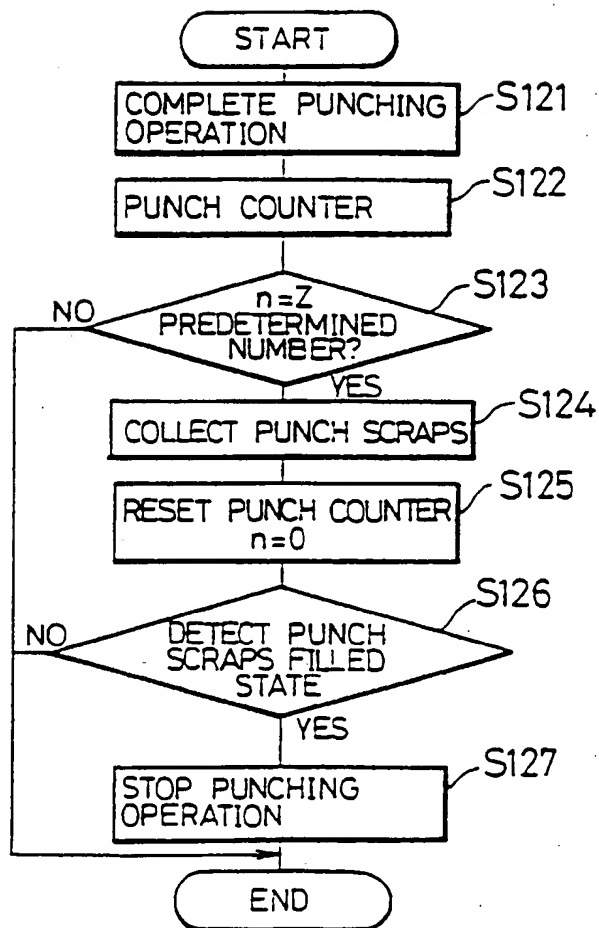 START
COMPLETE PUNCHING
OPERATION
S121
PUNCH COUNTER
S122
n=Z
PREDETERMINED
NUMBER?
S123
NO
YES
COLLECT PUNCH SCRAPS
S124
RESET PUNCH COUNTER
n=0
S125
DETECT PUNCH
SCRAPS FILLED
STATE
S126
NO
YES
STOP PUNCHING
OPERATION
S127
END